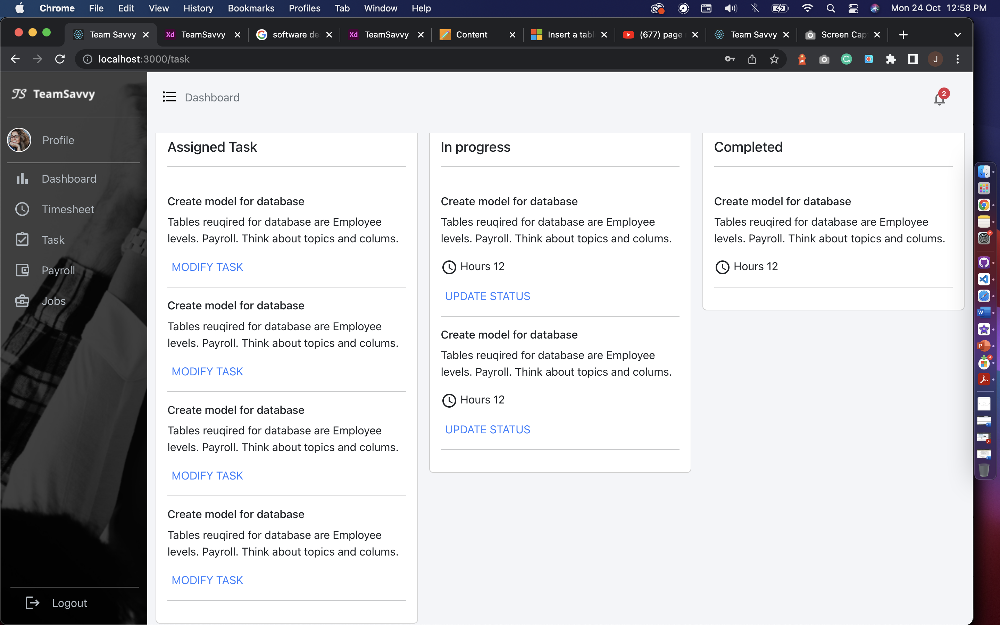 Chrome File Edit View History Bookmarks Profiles Tab Window Help Mon 24 Oct 12:58 PM
Team Savvy Xd TeamSavvy software de Xd TeamSavvy Content Insert a tabl (677) page Team Savvy Screen Cap
localhost:3000/task J
TS TeamSavvy
Profile
Dashboard
Timesheet
Task
Payroll
Jobs
Logout
Dashboard
2
Assigned Task
Create model for database
Tables reuqired for database are Employee
levels. Payroll. Think about topics and colums.
MODIFY TASK
Create model for database
Tables reuqired for database are Employee
levels. Payroll. Think about topics and colums.
MODIFY TASK
Create model for database
Tables reuqired for database are Employee
levels. Payroll. Think about topics and colums.
MODIFY TASK
Create model for database
Tables reuqired for database are Employee
levels. Payroll. Think about topics and colums.
MODIFY TASK
In progress
Create model for database
Tables reuqired for database are Employee
levels. Payroll. Think about topics and colums.
Hours 12
UPDATE STATUS
Create model for database
Tables reuqired for database are Employee
levels. Payroll. Think about topics and colums.
Hours 12
UPDATE STATUS
Completed
Create model for database
Tables reuqired for database are Employee
levels. Payroll. Think about topics and colums.
Hours 12
2
W
P
4